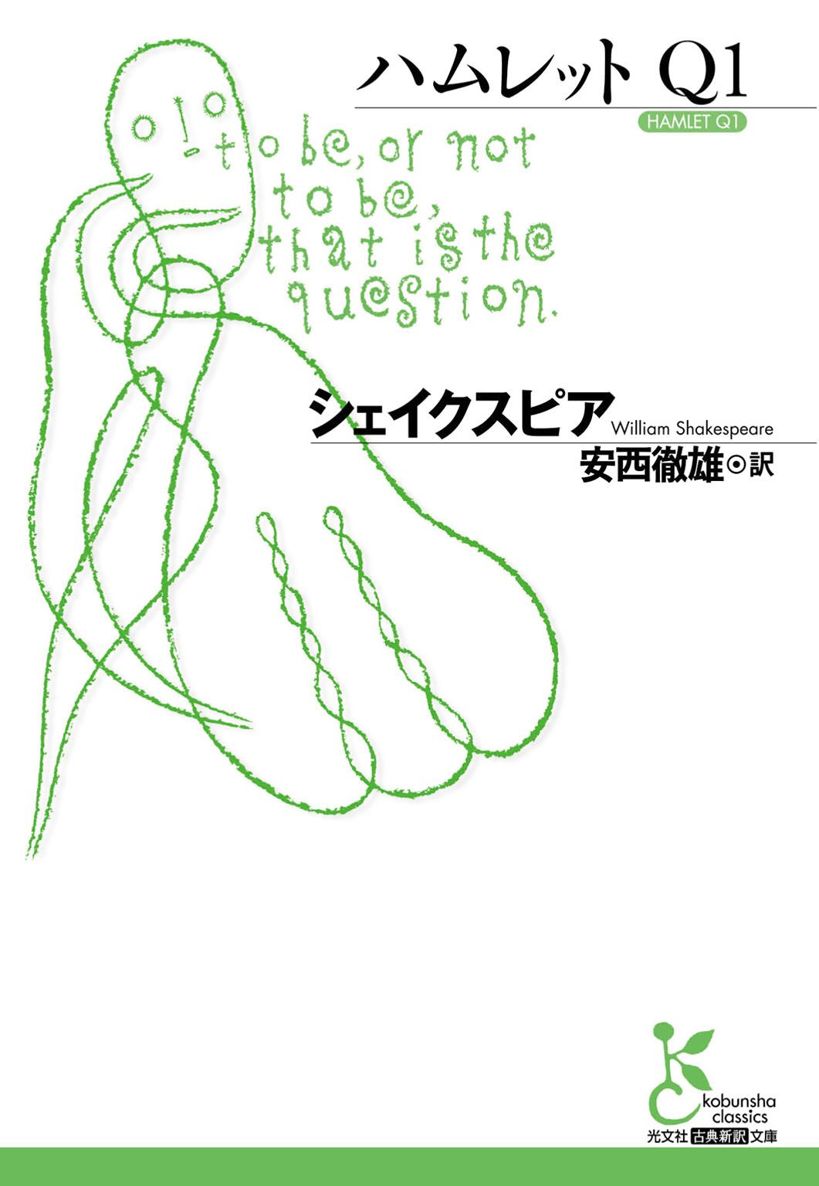 ハムレット Q1
HAMLET Q1
to be, or not
to be,
that is the
question.
シェイクスピア William Shakespeare
安西徹雄◉訳
kobunsha
classics
光文社 古典新訳 文庫